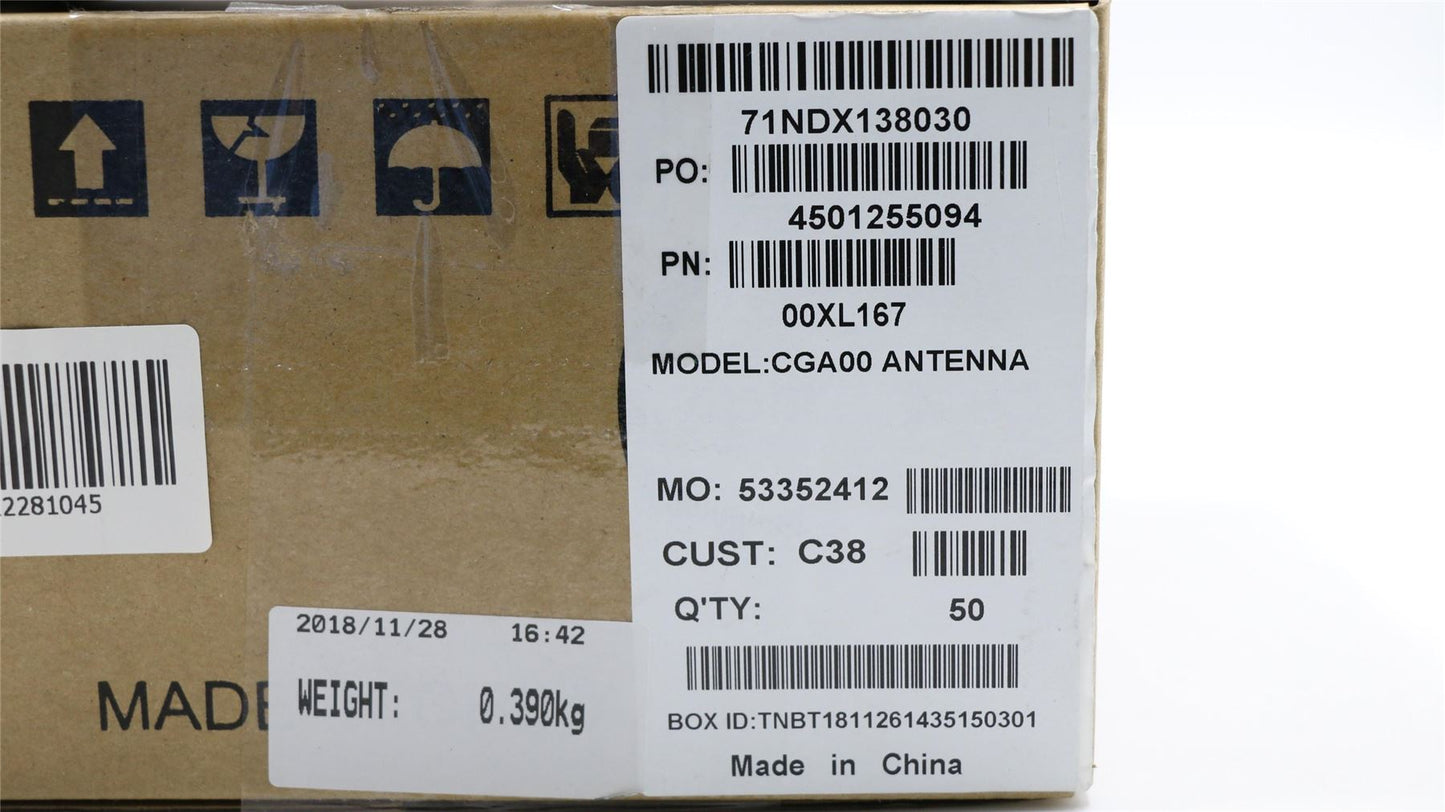 71NDX138030
PO:
4501255094
PN:
00XL167
MODEL:CGA00 ANTENNA
MO: 53352412
CUST: C38
Q'TY: 50
BOX ID:TNBT1811261435150301
Made in China
2281045
2018/11/28 16:42
WEIGHT: 0.390kg
MADE